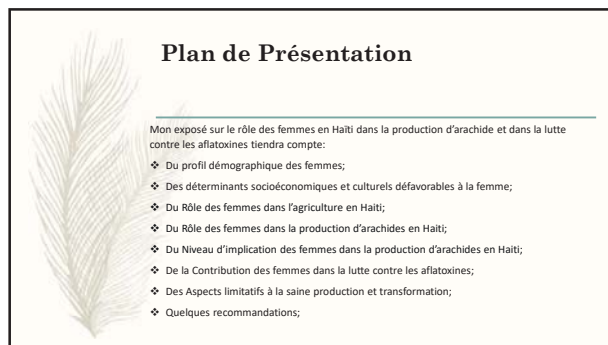 Plan de Présentation
Mon exposé sur le rôle des femmes en Haïti dans la production d'arachide et dans la lutte
contre les aflatoxines tiendra compte:
❖ Du profil démographique des femmes;
❖ Des déterminants socioéconomiques et culturels défavorables à la femme;
❖ Du Rôle des femmes dans l'agriculture en Haiti;
❖ Du Rôle des femmes dans la production d'arachides en Haiti;
❖ Du Niveau d'implication des femmes dans la production d'arachides en Haiti;
❖ De la Contribution des femmes dans la lutte contre les aflatoxines;
❖ Des Aspects limitatifs à la saine production et transformation;
❖ Quelques recommandations;